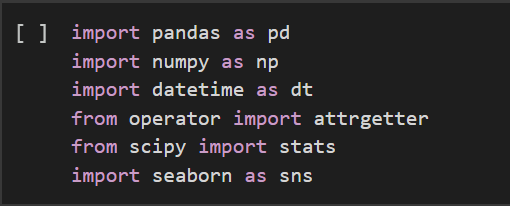 [ ] import pandas as pd
import numpy as np
import datetime as dt
from operator import attrgetter
from scipy import stats
import seaborn as sns